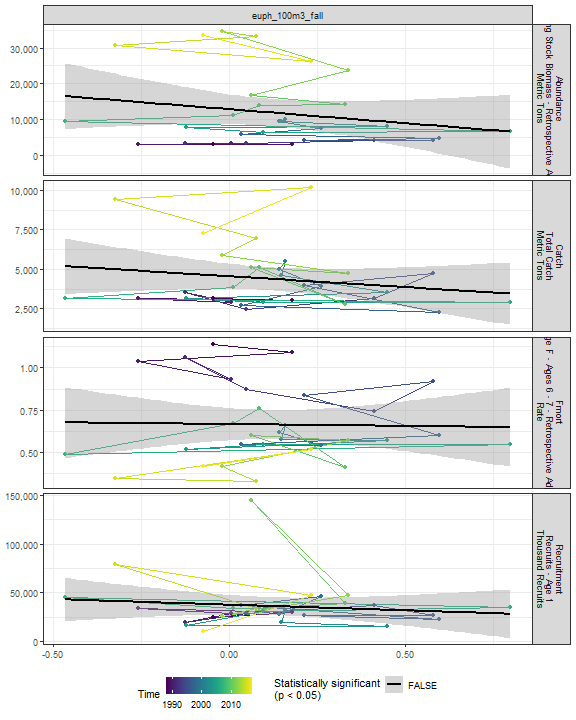 euph_100m3_fall
30,000
20,000
10,000
0
Abundance
Stock Biomass - Retrospective
Metric Tons
10,000
7,500
5,000
2,500
Catch
Total Catch
Metric Tons
1.00
0.75
0.50
Fmort
F - Ages 6 - 7 - Retrospective
Rate
150,000
100,000
50,000
0
Recruitment
Recruits - Age 1
Thousand Recruits
-0.50
0.00
0.50
Time
1990
2000
2010
Statistically significant
(p < 0.05)
FALSE